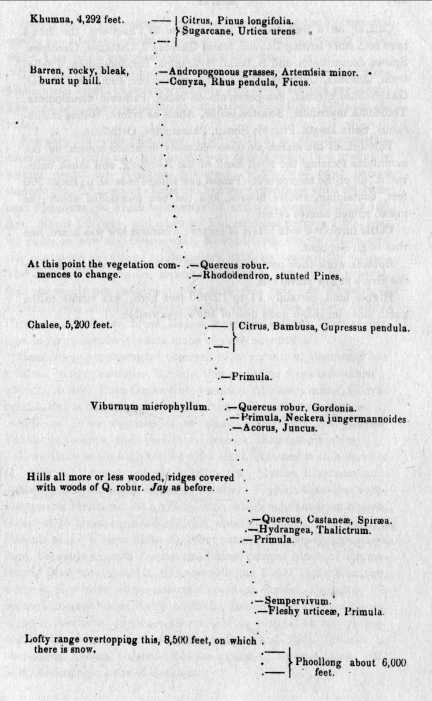 Khumna, 4,292 feet.
Citrus, Pinus longifolia.
Sugarcane, Urtica urens
Barren, rocky, bleak,
burnt up hill.
Andropogonous grasses, Artemisia minor.
Conyza, Rhus pendula, Ficus.
At this point the vegetation com-
mences to change.
Quercus robur.
Rhododendron, stunted Pines,
Chalee, 5,200 feet.
Citrus, Bambusa, Cupressus pendula.
Primula.
Viburnum microphyllum.
Quercus robur, Gordonia.
Primula, Neckera jungermannoides
Acorus, Juncus.
Hills all more or less wooded, ridges covered
with woods of Q. robur. Jay as before.
Quercus, Castaneæ, Spiræa.
Hydrangea, Thalictrum.
Primula.
Sempervivum.
Fleshy urticeæ, Primula.
Lofty range overtopping this, 8,500 feet, on which
there is snow.
Phoollong about 6,000
feet.